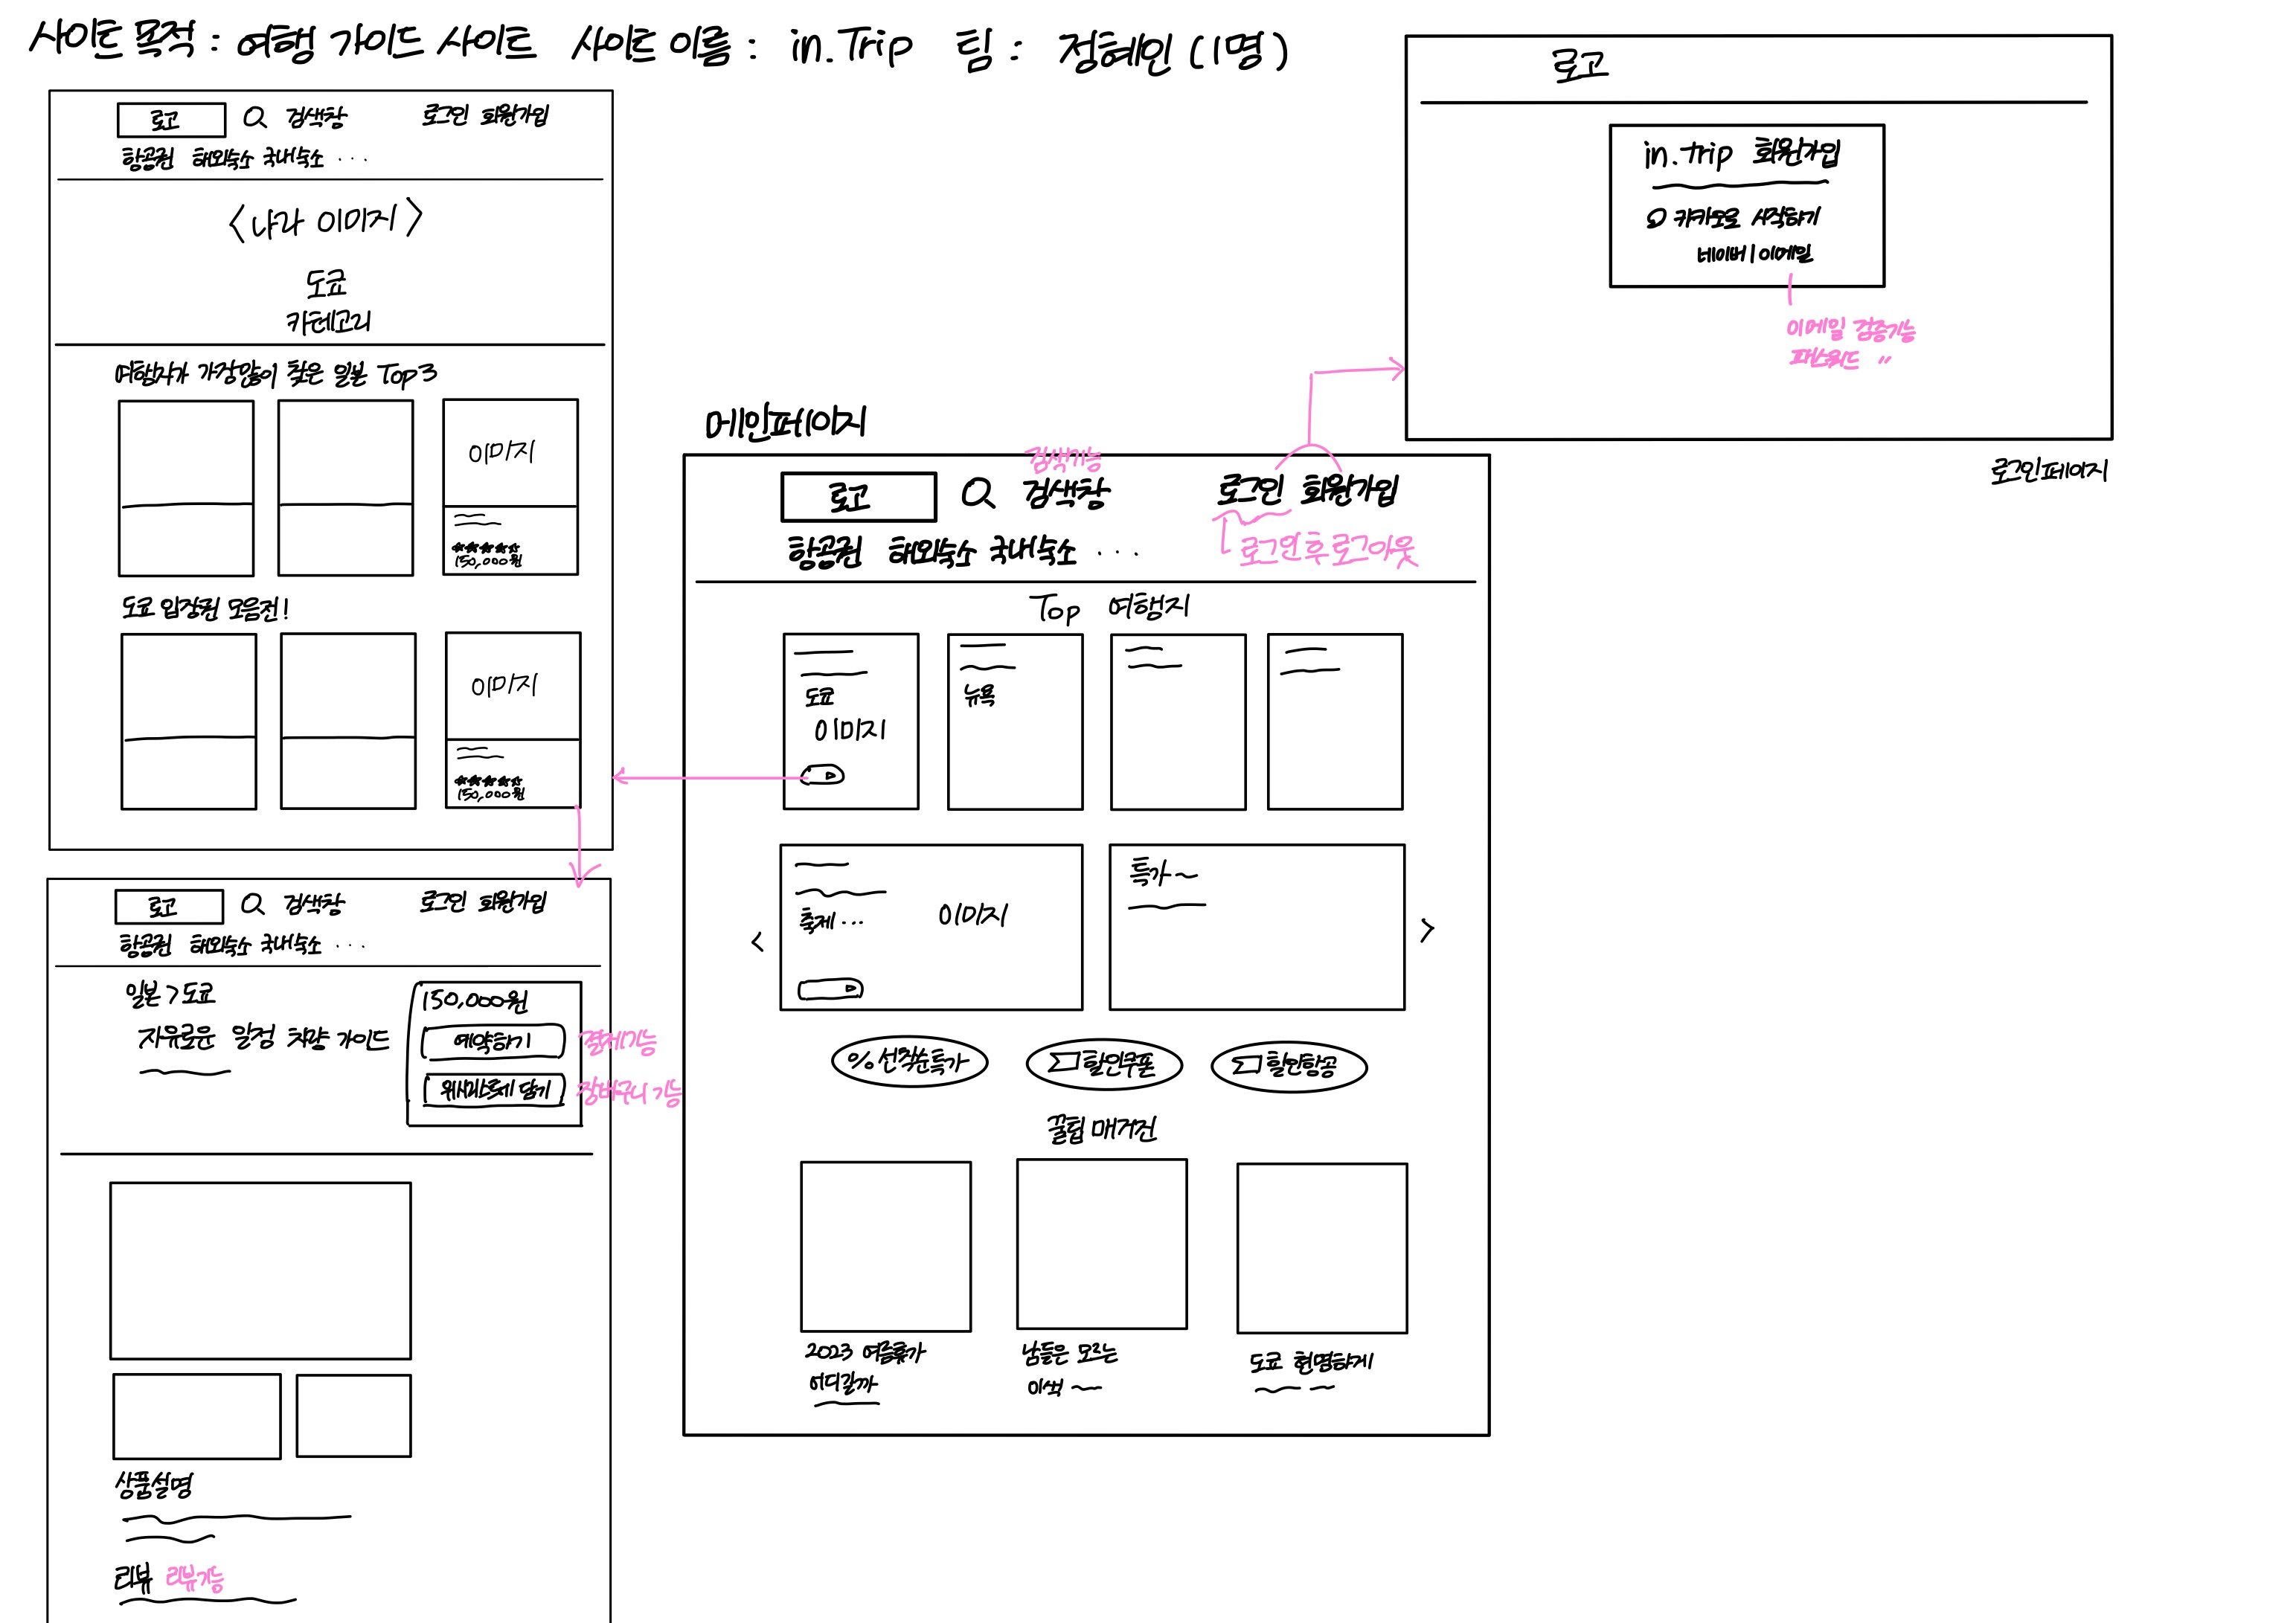 사이트 목적 : 여행 가이드 사이트 사이트 이름 : in.Trip 팀 : 정혜인 (1명)
로고 검색창 로그인 회원가입
항공권 해외숙소 국내숙소 ...
<나라 이미지>
도쿄
카테고리
여행자가 가장많이 찾은 일본 Top3
이미지
150,000원
도쿄 입장권 모음전!
이미지
150,000원
로고 검색창 로그인 회원가입
항공권 해외숙소 국내숙소 ...
일본 > 도쿄
자유로운 일정 차량 가이드
150,000원
예약하기 결제기능
위시리스트에 담기 장바구니 기능
상품설명
리뷰 리뷰기능
메인페이지
검색기능
로고 검색창 로그인 회원가입
항공권 해외숙소 국내숙소 ...
로그인 후 로그아웃
Top 여행지
도쿄
이미지
뉴욕
축제 ...
이미지
특가~
< >
% 선착순특가
할인쿠폰
할인항공
꿀팁 매거진
2023 여름휴가
어디갈까
남들은 모르는
이색 ~
도쿄 현명하게
로고
in.Trip 회원가입
카카오로 시작하기
네이버 | 이메일
이메일 검증기능
패스워드 〃
로그인페이지